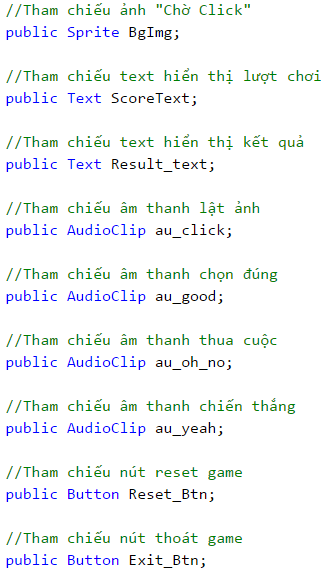 //Tham chiếu ảnh "Chờ Click"
public Sprite BgImg;
//Tham chiếu text hiển thị lượt chơi
public Text ScoreText;
//Tham chiếu text hiển thị kết quả
public Text Result_text;
//Tham chiếu âm thanh lật ảnh
public AudioClip au_click;
//Tham chiếu âm thanh chọn đúng
public AudioClip au_good;
//Tham chiếu âm thanh thua cuộc
public AudioClip au_oh_no;
//Tham chiếu âm thanh chiến thắng
public AudioClip au_yeah;
//Tham chiếu nút reset game
public Button Reset_Btn;
//Tham chiếu nút thoát game
public Button Exit_Btn;